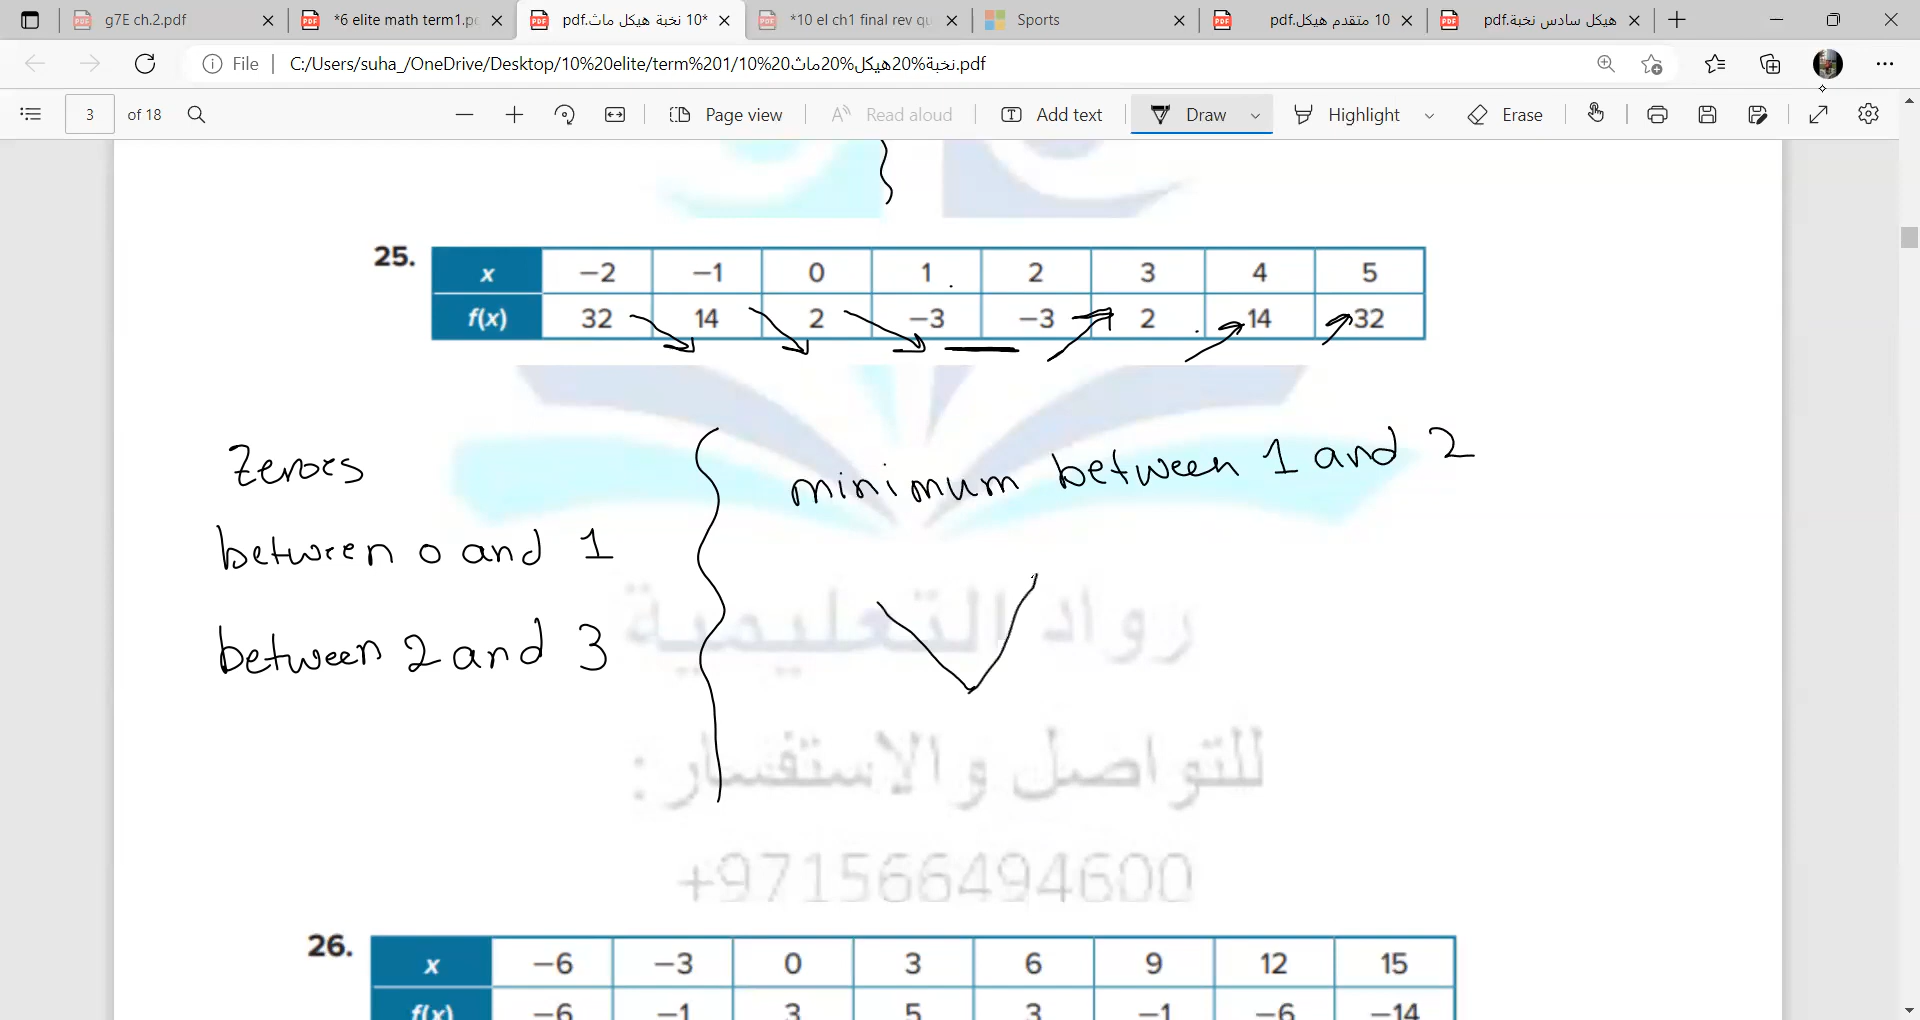 g7E ch.2.pdf
*6 elite math term1.p
*10 نخبة هيكل ماث.pdf
*10 el ch1 final rev qu
Sports
10 متقدم هيكل.pdf
هيكل سادس نخبة.pdf
File
C:/Users/suha_/OneDrive/Desktop/10%20elite/term%201/10%20نخبة%20هيكل%20ماث.pdf
3 of 18
Page view
Read aloud
Add text
Draw
Highlight
Erase
25.
x −2 −1 0 1 2 3 4 5
f(x) 32 14 2 −3 −3 2 14 32
Zeroes
between 0 and 1
between 2 and 3
minimum between 1 and 2
رواد التعليمية
للتواصل والاستفسار:
+971566494600
26.
x −6 −3 0 3 6 9 12 15
f(x) −6 −1 3 5 3 −1 −6 −14